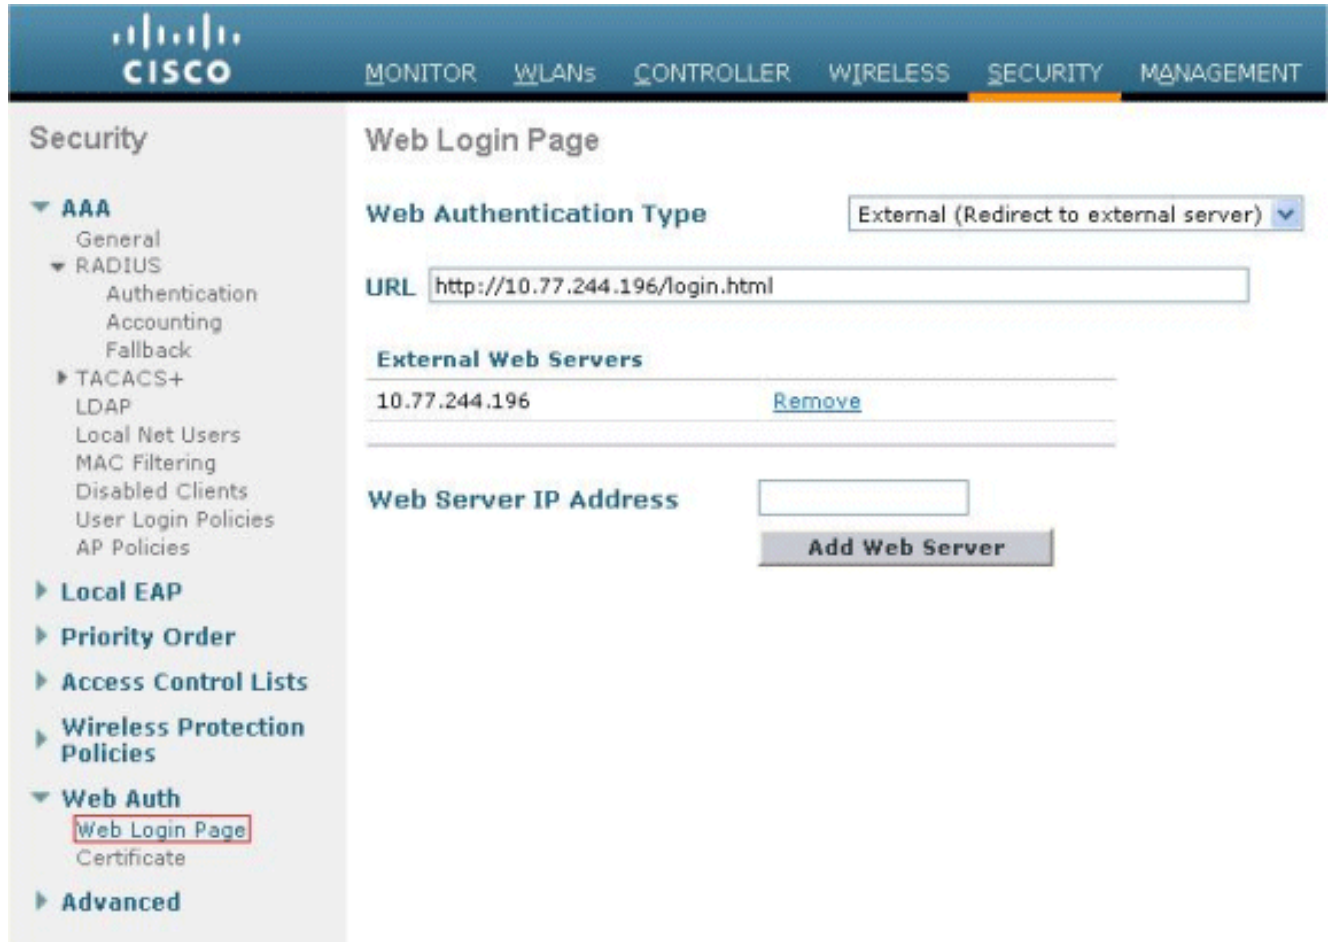 CISCO
MONITOR WLANs CONTROLLER WIRELESS SECURITY MANAGEMENT
Security
AAA
General
RADIUS
Authentication
Accounting
Fallback
TACACS+
LDAP
Local Net Users
MAC Filtering
Disabled Clients
User Login Policies
AP Policies
Local EAP
Priority Order
Access Control Lists
Wireless Protection
Policies
Web Auth
Web Login Page
Certificate
Advanced
Web Login Page
Web Authentication Type External (Redirect to external server)
URL http://10.77.244.196/login.html
External Web Servers
10.77.244.196 Remove
Web Server IP Address
Add Web Server